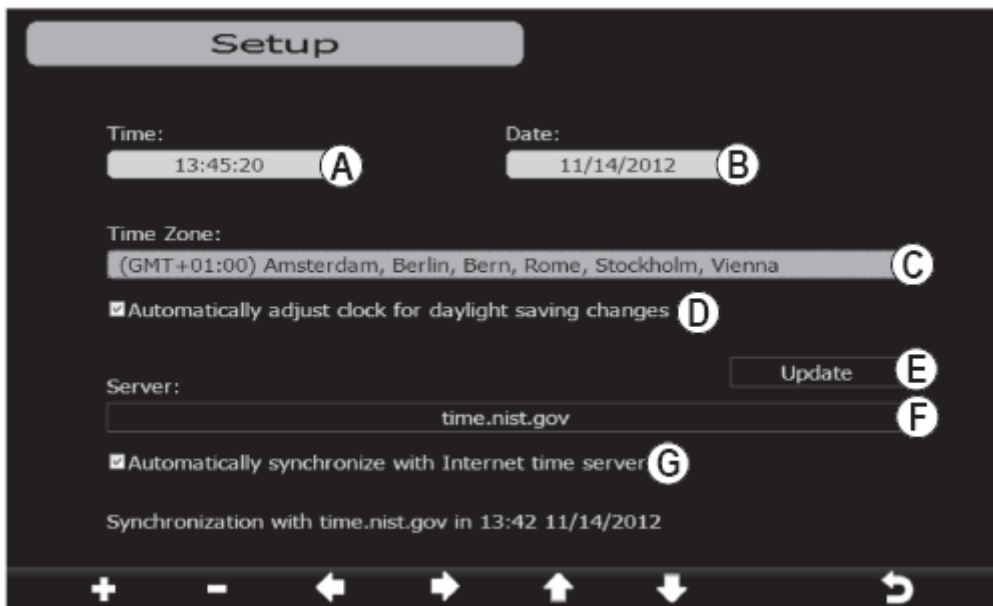 Setup
Time: Date:
13:45:20 A 11/14/2012 B
Time Zone:
(GMT+01:00) Amsterdam, Berlin, Bern, Rome, Stockholm, Vienna C
Automatically adjust clock for daylight saving changes D
Update E
Server:
time.nist.gov F
Automatically synchronize with Internet time server G
Synchronization with time.nist.gov in 13:42 11/14/2012